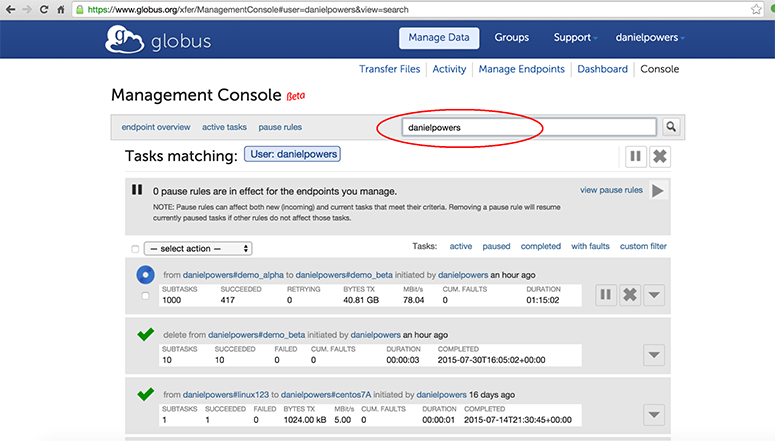 https://www.globus.org/xfer/ManagementConsole#user=danielpowers&view=search
g globus Manage Data Groups Support danielpowers
Transfer Files Activity Manage Endpoints Dashboard Console
Management Console Beta
endpoint overview active tasks pause rules danielpowers
Tasks matching: User: danielpowers
0 pause rules are in effect for the endpoints you manage. view pause rules
NOTE: Pause rules can affect both new (incoming) and current tasks that meet their criteria. Removing a pause rule will resume
currently paused tasks if other rules do not affect those tasks.
— select action — Tasks: active paused completed with faults custom filter
from danielpowers#demo_alpha to danielpowers#demo_beta initiated by danielpowers an hour ago
SUBTASKS SUCCEEDED RETRYING BYTES TX MBit/s CUM. FAULTS DURATION
1000 417 0 40.81 GB 78.04 0 01:15:02
delete from danielpowers#demo_beta initiated by danielpowers an hour ago
SUBTASKS SUCCEEDED FAILED CUM. FAULTS DURATION COMPLETED
10 10 0 0 00:00:03 2015-07-30T16:05:02+00:00
from danielpowers#linux123 to danielpowers#centos7A initiated by danielpowers 16 days ago
SUBTASKS SUCCEEDED FAILED BYTES TX MBit/s CUM. FAULTS DURATION COMPLETED
1 1 0 1024.00 kB 5.00 0 00:00:01 2015-07-14T21:30:45+00:00